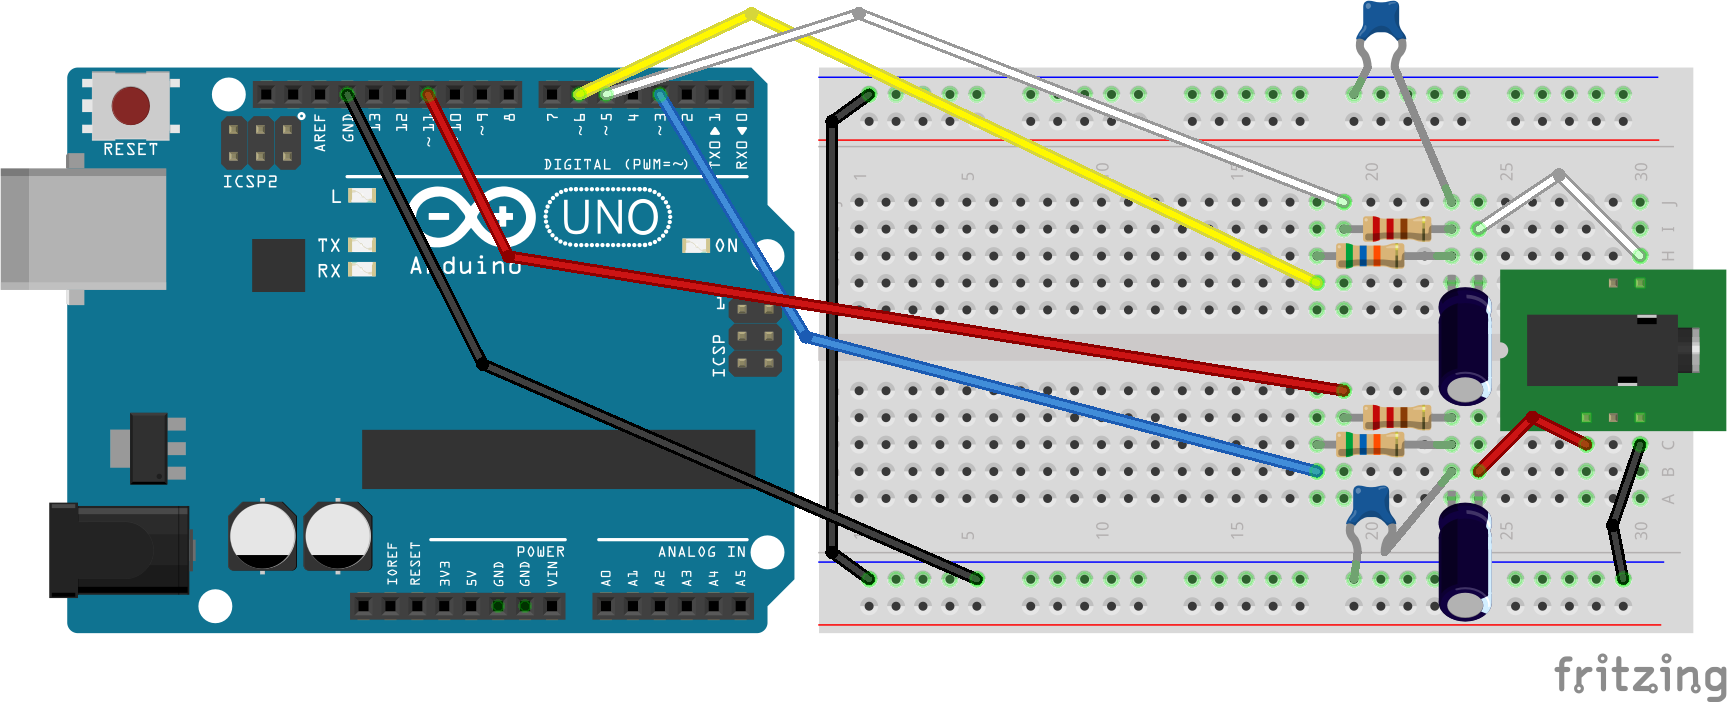 RESET
ICSP2
AREF
GND
13
12
~11
~10
~9
8
7
~6
~5
4
~3
2
TX0▶1
RX0◀0
DIGITAL (PWM=~)
L
TX
RX
ON
UNO
Arduino
1
ICSP
IOREF
RESET
3V3
5V
GND
GND
VIN
POWER
ANALOG IN
A0
A1
A2
A3
A4
A5
1
5
10
15
20
25
30
J
I
H
C
B
A
5
10
15
20
25
30
fritzing